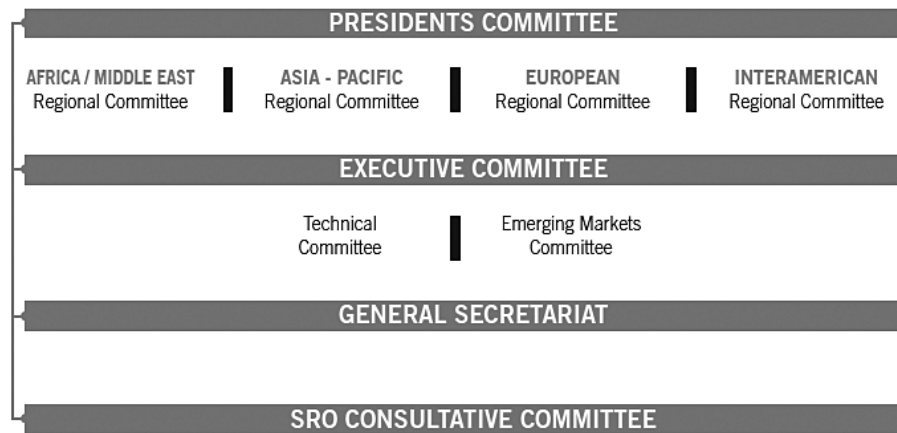 PRESIDENTS COMMITTEE
AFRICA / MIDDLE EAST
Regional Committee
ASIA - PACIFIC
Regional Committee
EUROPEAN
Regional Committee
INTERAMERICAN
Regional Committee
EXECUTIVE COMMITTEE
Technical
Committee
Emerging Markets
Committee
GENERAL SECRETARIAT
SRO CONSULTATIVE COMMITTEE